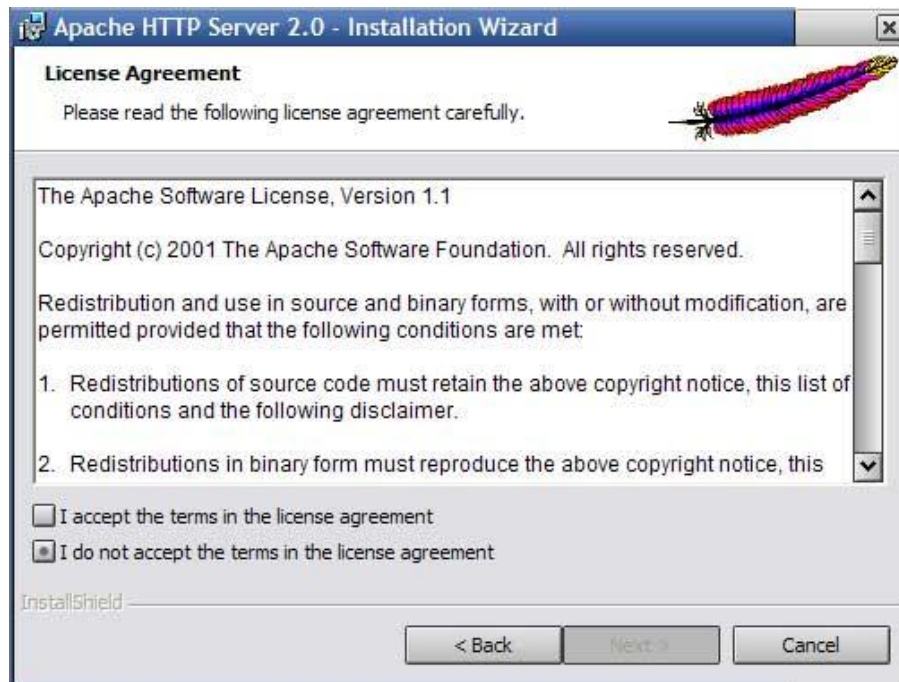 Apache HTTP Server 2.0 - Installation Wizard
License Agreement
Please read the following license agreement carefully.
The Apache Software License, Version 1.1
Copyright (c) 2001 The Apache Software Foundation.  All rights reserved.
Redistribution and use in source and binary forms, with or without modification, are
permitted provided that the following conditions are met:
1.  Redistributions of source code must retain the above copyright notice, this list of
conditions and the following disclaimer.
2.  Redistributions in binary form must reproduce the above copyright notice, this
I accept the terms in the license agreement
I do not accept the terms in the license agreement
InstallShield
< Back
Next >
Cancel